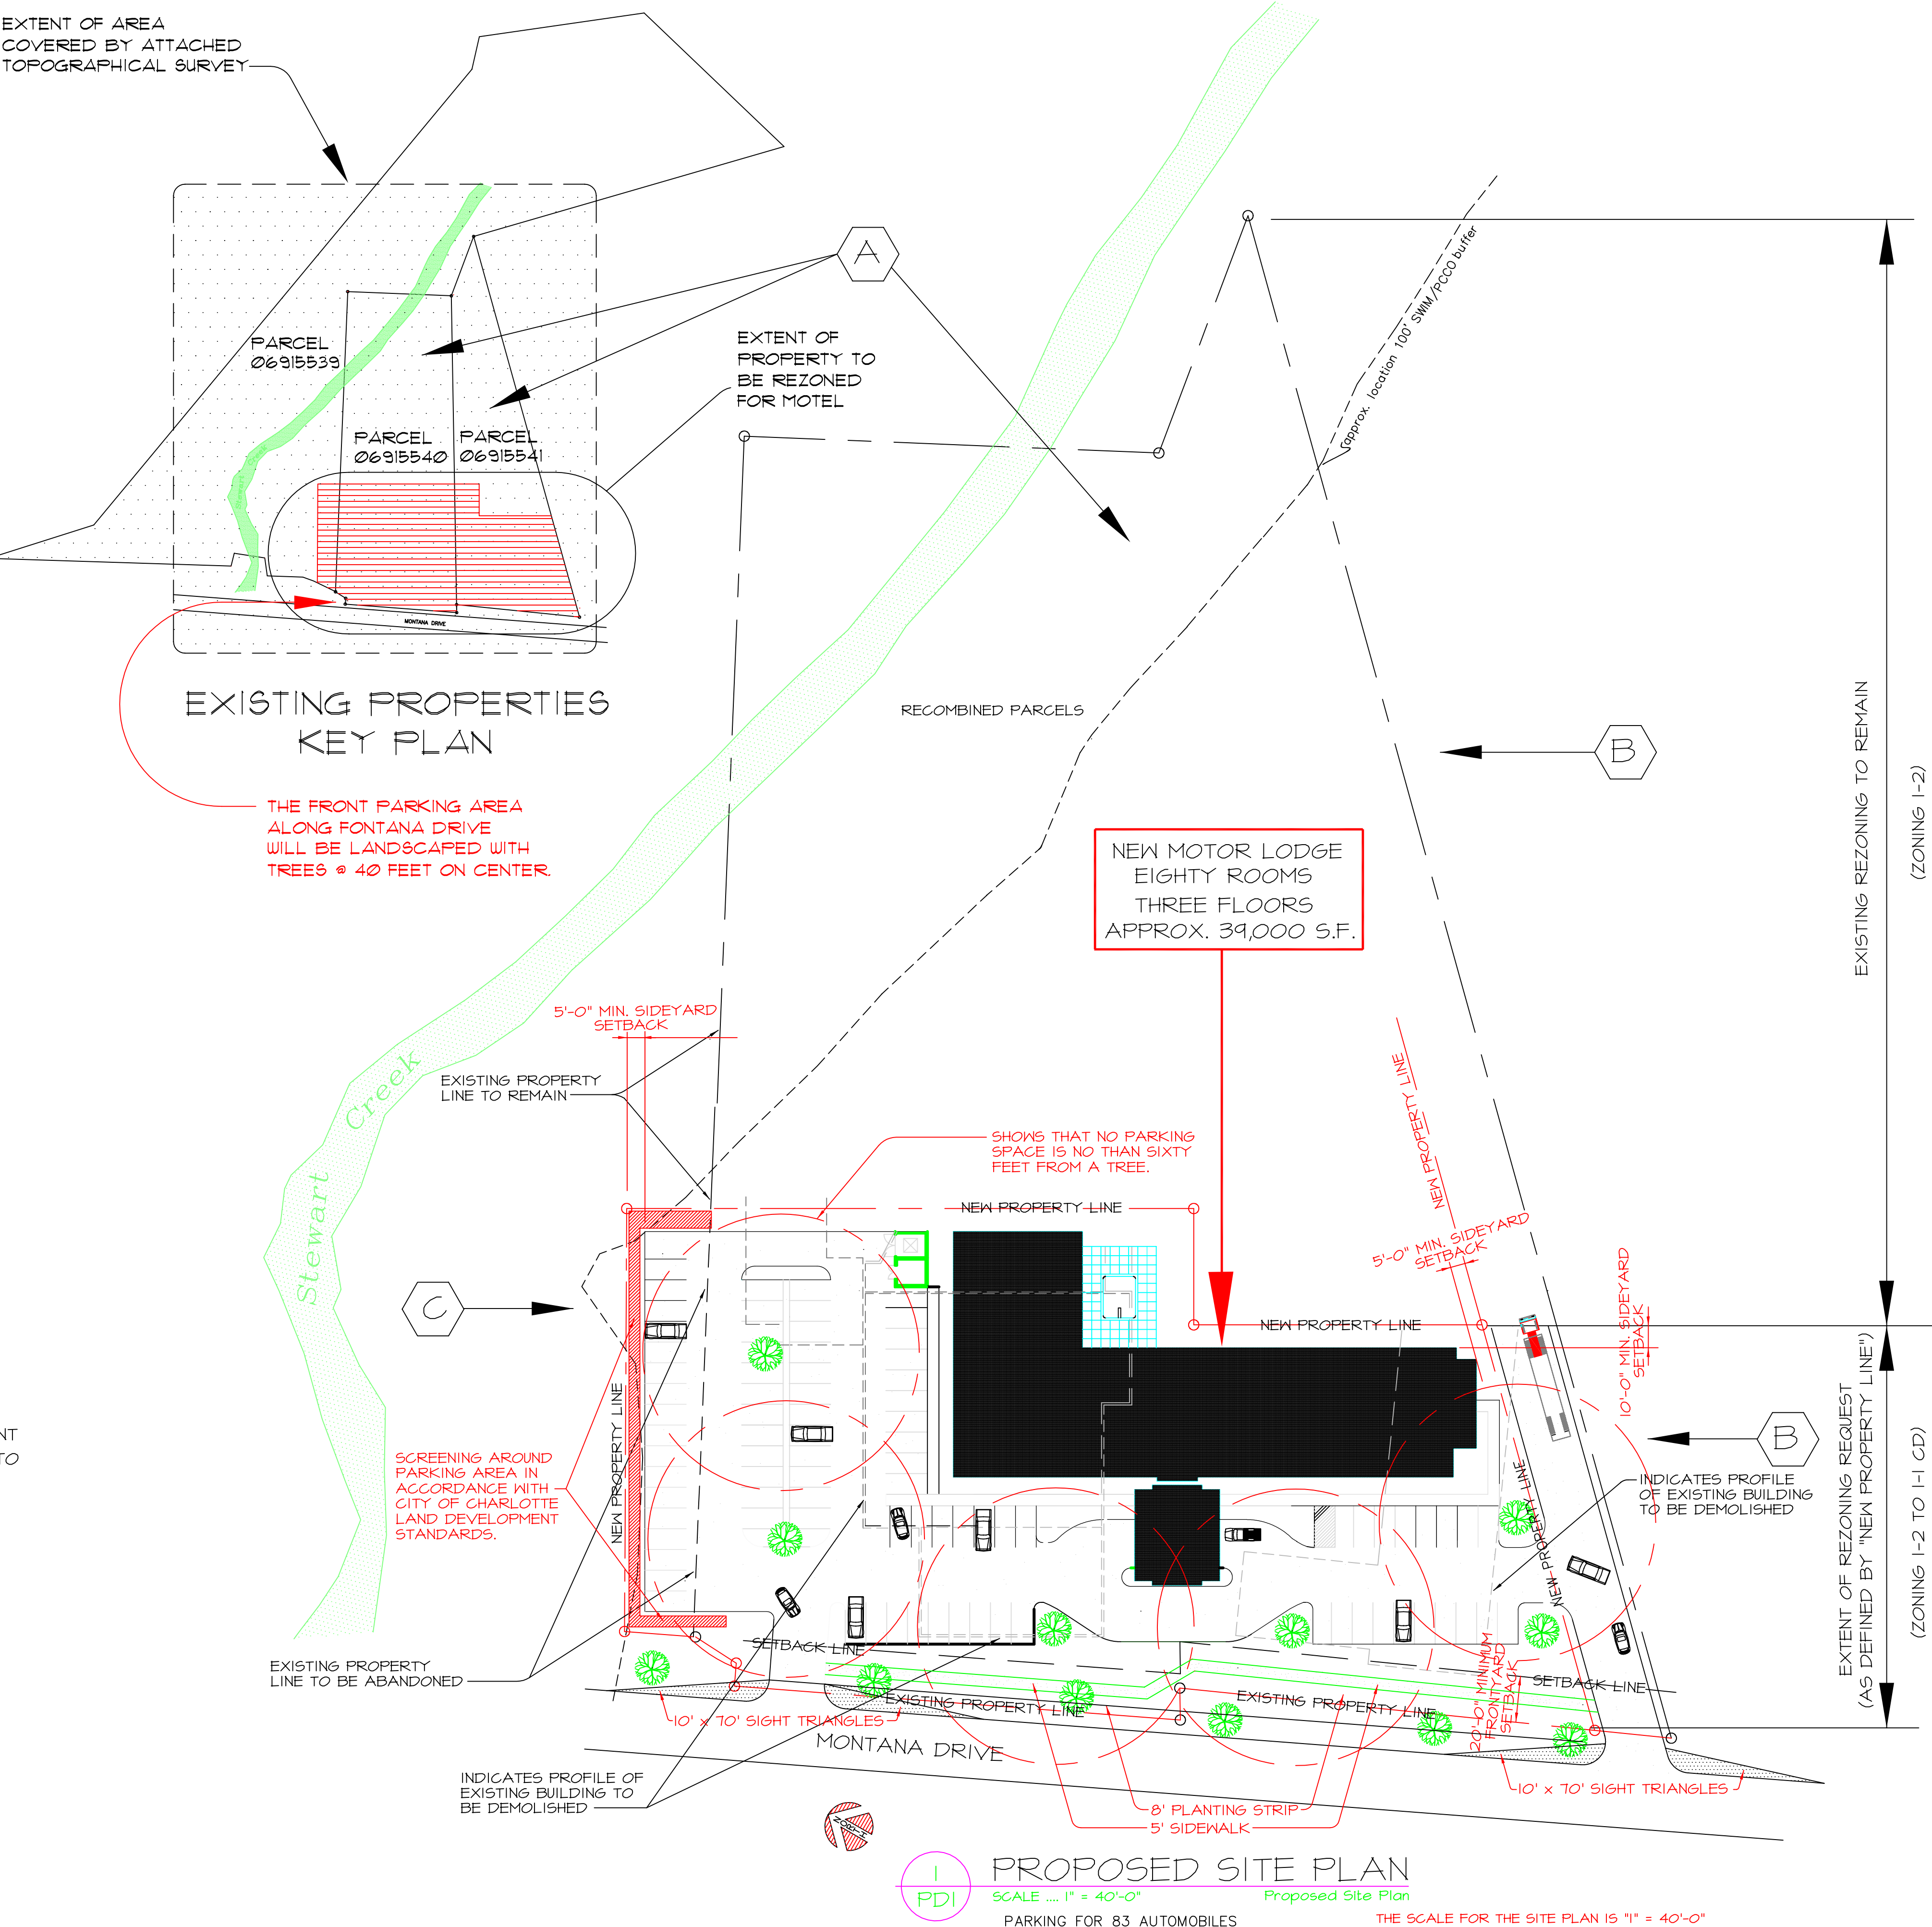 EXTENT OF AREA
COVERED BY ATTACHED
TOPOGRAPHICAL SURVEY
A
PARCEL
06915539
EXTENT OF
PROPERTY TO
BE REZONED
FOR MOTEL
PARCEL
06915540
PARCEL
06915541
MONTANA DRIVE
EXISTING PROPERTIES
KEY PLAN
THE FRONT PARKING AREA
ALONG FONTANA DRIVE
WILL BE LANDSCAPED WITH
TREES @ 40 FEET ON CENTER.
approx. location 100' SWIM/PCCO buffer
RECOMBINED PARCELS
B
EXISTING REZONING TO REMAIN
(ZONING I-2)
NEW MOTOR LODGE
EIGHTY ROOMS
THREE FLOORS
APPROX. 39,000 S.F.
5'-0" MIN. SIDEYARD
SETBACK
EXISTING PROPERTY
LINE TO REMAIN
Stewart Creek
SHOWS THAT NO PARKING
SPACE IS NO THAN SIXTY
FEET FROM A TREE.
NEW PROPERTY LINE
NEW PROPERTY LINE
NEW PROPERTY LINE
NEW PROPERTY LINE
5'-0" MIN. SIDEYARD
SETBACK
10'-0" MIN. SIDEYARD
SETBACK
C
NEW PROPERTY LINE
B
NT
TO
SCREENING AROUND
PARKING AREA IN
ACCORDANCE WITH
CITY OF CHARLOTTE
LAND DEVELOPMENT
STANDARDS.
NEW PROPERTY LINE
NEW PROPERTY LINE
INDICATES PROFILE
OF EXISTING BUILDING
TO BE DEMOLISHED
EXTENT OF REZONING REQUEST
(AS DEFINED BY "NEW PROPERTY LINE")
(ZONING I-2 TO I-1 CD)
EXISTING PROPERTY
LINE TO BE ABANDONED
SETBACK LINE
SETBACK LINE
20'-0" MINIMUM
FRONTYARD
SETBACK
10' x 70' SIGHT TRIANGLES
EXISTING PROPERTY LINE
EXISTING PROPERTY LINE
MONTANA DRIVE
INDICATES PROFILE OF
EXISTING BUILDING TO
BE DEMOLISHED
10' x 70' SIGHT TRIANGLES
8' PLANTING STRIP
5' SIDEWALK
NORTH
1
PD1
PROPOSED SITE PLAN
SCALE .... 1" = 40'-0"
Proposed Site Plan
PARKING FOR 83 AUTOMOBILES
THE SCALE FOR THE SITE PLAN IS "1" = 40'-0"